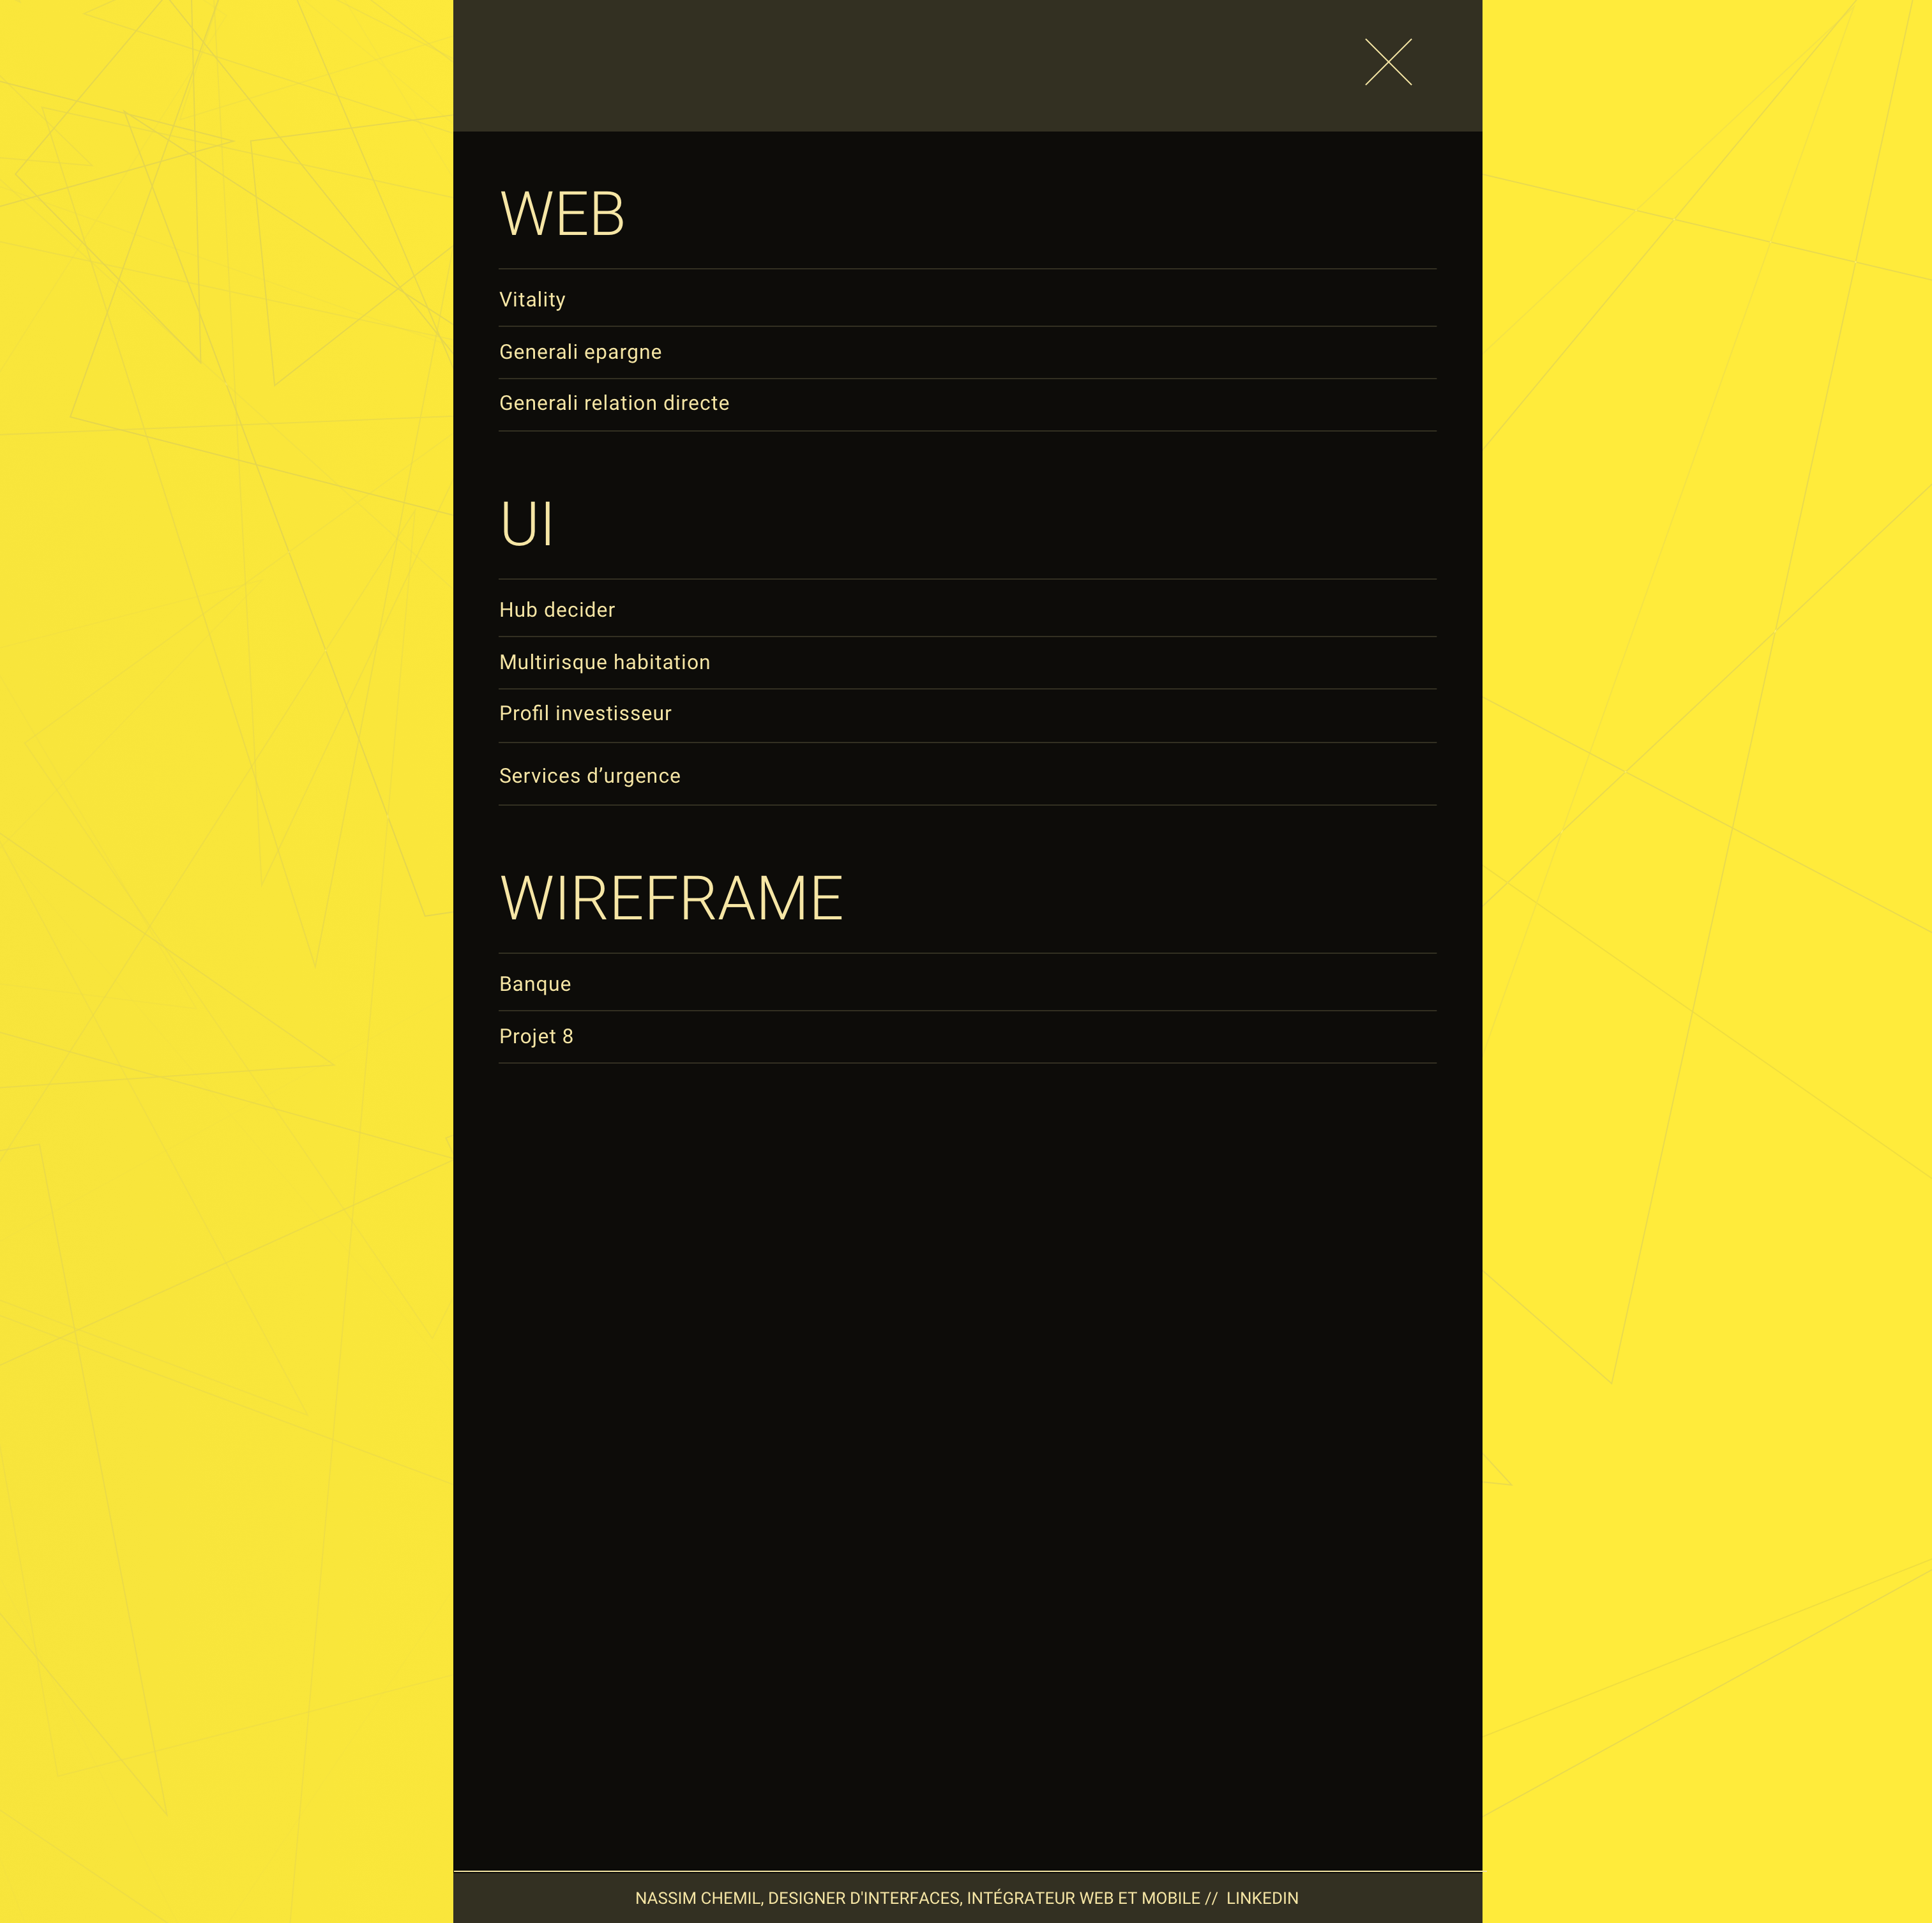 WEB
Vitality
Generali epargne
Generali relation directe
UI
Hub decider
Multirisque habitation
Profil investisseur
Services d’urgence
WIREFRAME
Banque
Projet 8
NASSIM CHEMIL, DESIGNER D'INTERFACES, INTÉGRATEUR WEB ET MOBILE // LINKEDIN